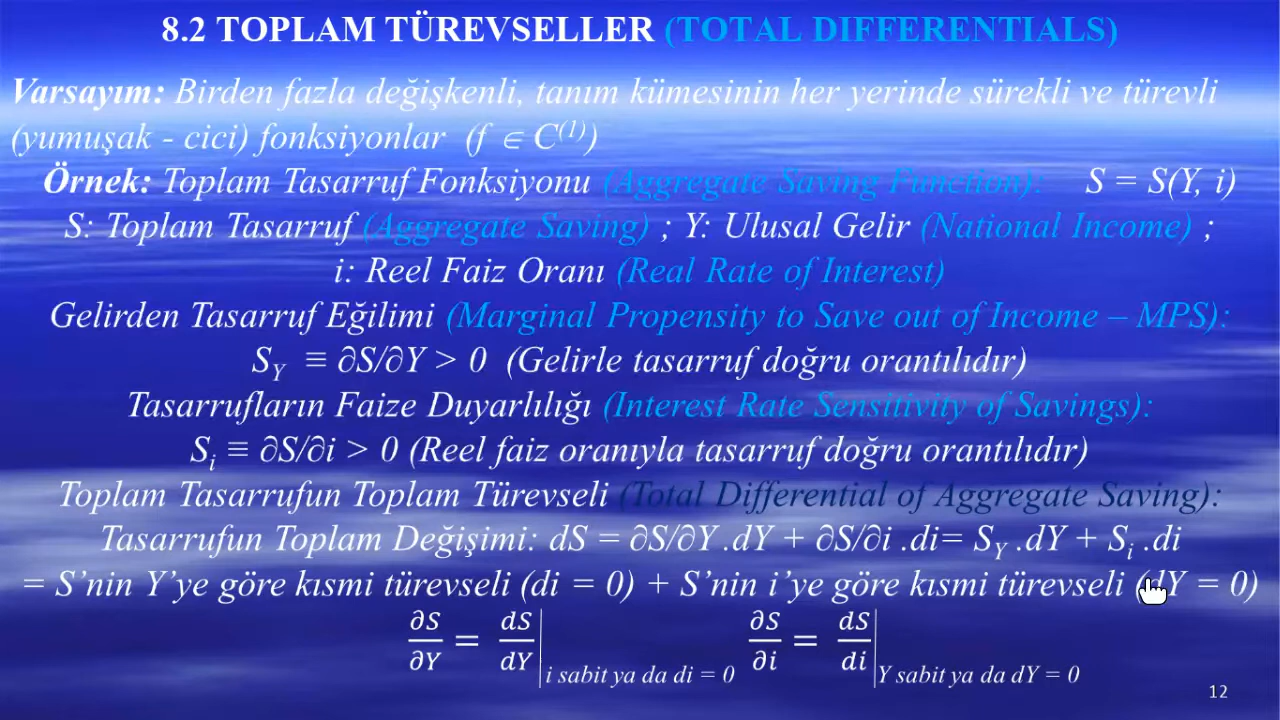 8.2 TOPLAM TÜREVSELLER (TOTAL DIFFERENTIALS)
Varsayım: Birden fazla değişkenli, tanım kümesinin her yerinde sürekli ve türevli
(yumuşak - cici) fonksiyonlar (f ∈ C⁽¹⁾)
Örnek: Toplam Tasarruf Fonksiyonu (Aggregate Saving Function): S = S(Y, i)
S: Toplam Tasarruf (Aggregate Saving) ; Y: Ulusal Gelir (National Income) ;
i: Reel Faiz Oranı (Real Rate of Interest)
Gelirden Tasarruf Eğilimi (Marginal Propensity to Save out of Income – MPS):
S_Y ≡ ∂S/∂Y > 0 (Gelirle tasarruf doğru orantılıdır)
Tasarrufların Faize Duyarlılığı (Interest Rate Sensitivity of Savings):
S_i ≡ ∂S/∂i > 0 (Reel faiz oranıyla tasarruf doğru orantılıdır)
Toplam Tasarrufun Toplam Türevseli (Total Differential of Aggregate Saving):
Tasarrufun Toplam Değişimi: dS = ∂S/∂Y .dY + ∂S/∂i .di= S_Y .dY + S_i .di
= S’nin Y’ye göre kısmi türevseli (di = 0) + S’nin i’ye göre kısmi türevseli (dY = 0)
∂S/∂Y = dS/dY | i sabit ya da di = 0 ∂S/∂i = dS/di | Y sabit ya da dY = 0
12